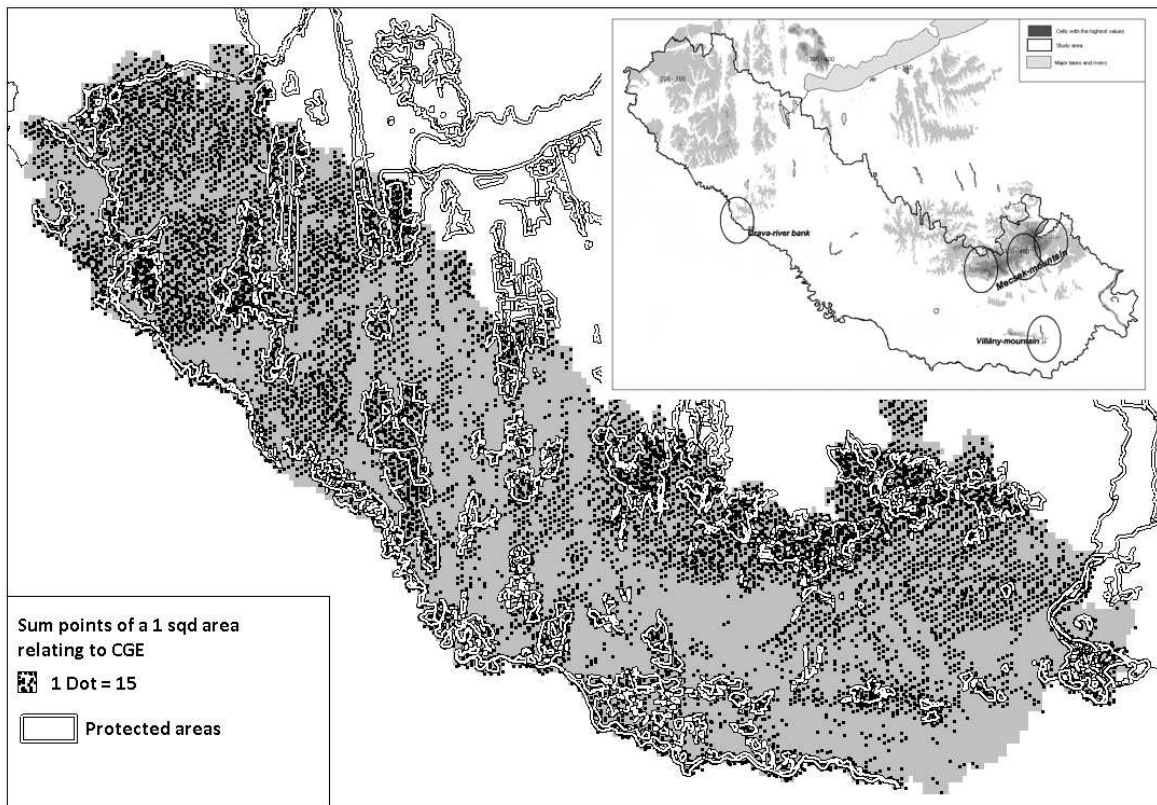 Cells with the highest values
Study area
Major lakes and rivers
Drava-river bank
Mecsek-mountain
Villány-mountain
Sum points of a 1 sqd area
relating to CGE
1 Dot = 15
Protected areas